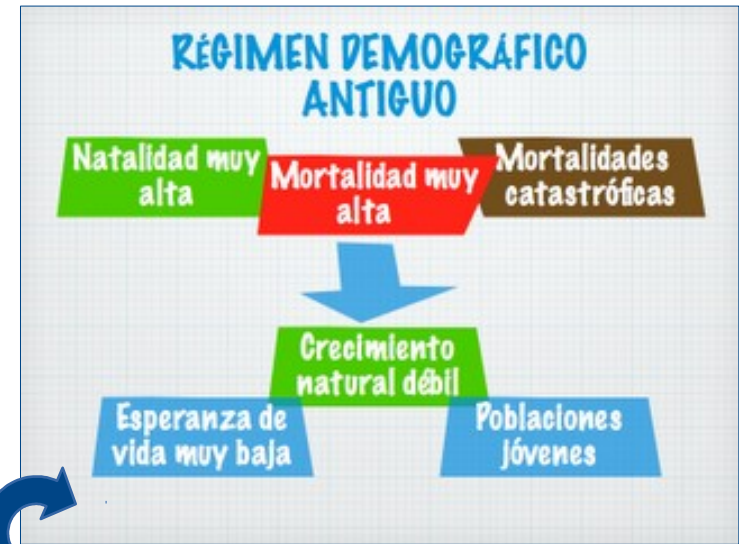 RÉGIMEN DEMOGRÁFICO
ANTIGUO
Natalidad muy
alta
Mortalidad muy
alta
Mortalidades
catastróficas
Crecimiento
natural débil
Esperanza de
vida muy baja
Poblaciones
jóvenes